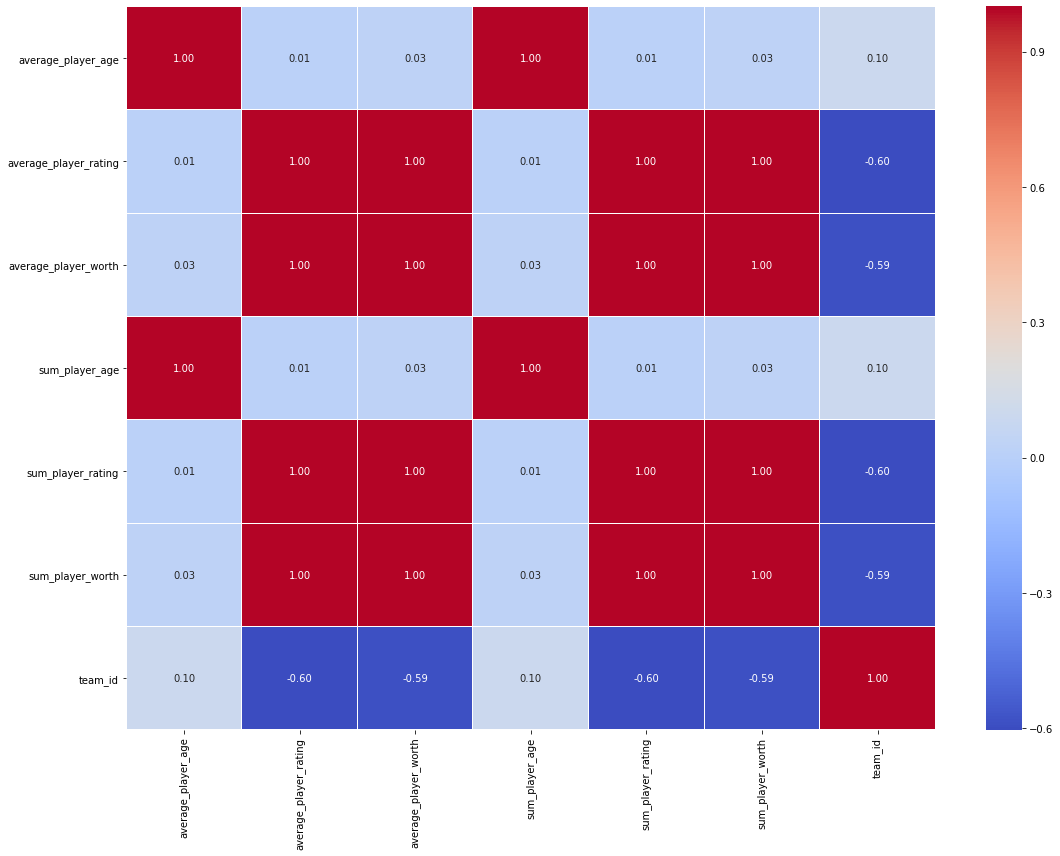 average_player_age 1.00 0.01 0.03 1.00 0.01 0.03 0.10
average_player_rating 0.01 1.00 1.00 0.01 1.00 1.00 -0.60
average_player_worth 0.03 1.00 1.00 0.03 1.00 1.00 -0.59
sum_player_age 1.00 0.01 0.03 1.00 0.01 0.03 0.10
sum_player_rating 0.01 1.00 1.00 0.01 1.00 1.00 -0.60
sum_player_worth 0.03 1.00 1.00 0.03 1.00 1.00 -0.59
team_id 0.10 -0.60 -0.59 0.10 -0.60 -0.59 1.00
average_player_age
average_player_rating
average_player_worth
sum_player_age
sum_player_rating
sum_player_worth
team_id
0.9
0.6
0.3
0.0
−0.3
−0.6